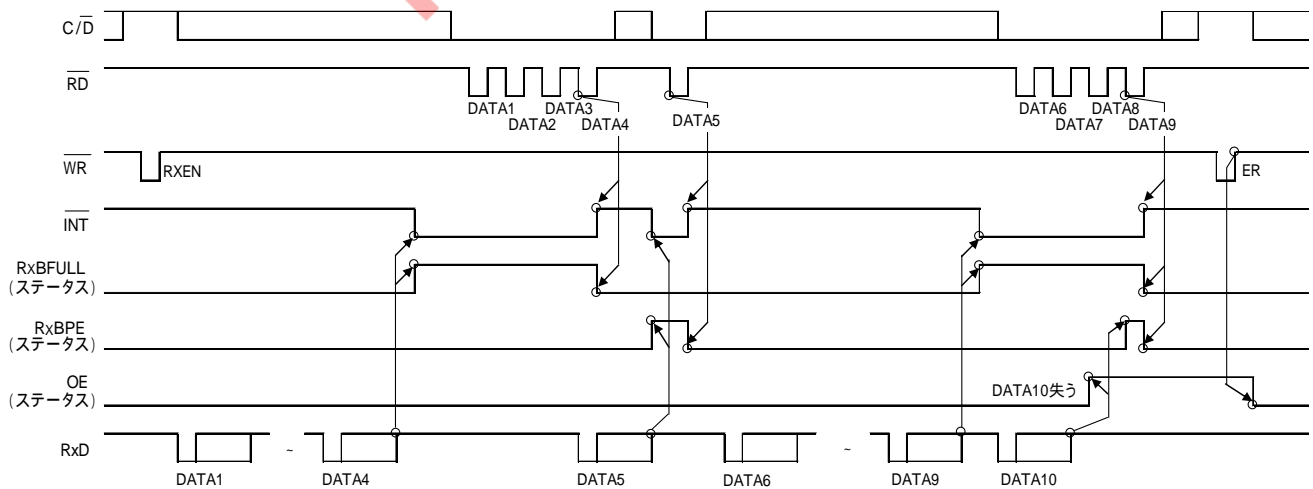 C/D
RD
DATA1
DATA2
DATA3
DATA4
DATA5
DATA6
DATA7
DATA8
DATA9
WR
RXEN
ER
INT
RxBFULL
(ステータス)
RxBPE
(ステータス)
OE
(ステータス)
DATA10失う
RxD
DATA1
~
DATA4
DATA5
DATA6
~
DATA9
DATA10